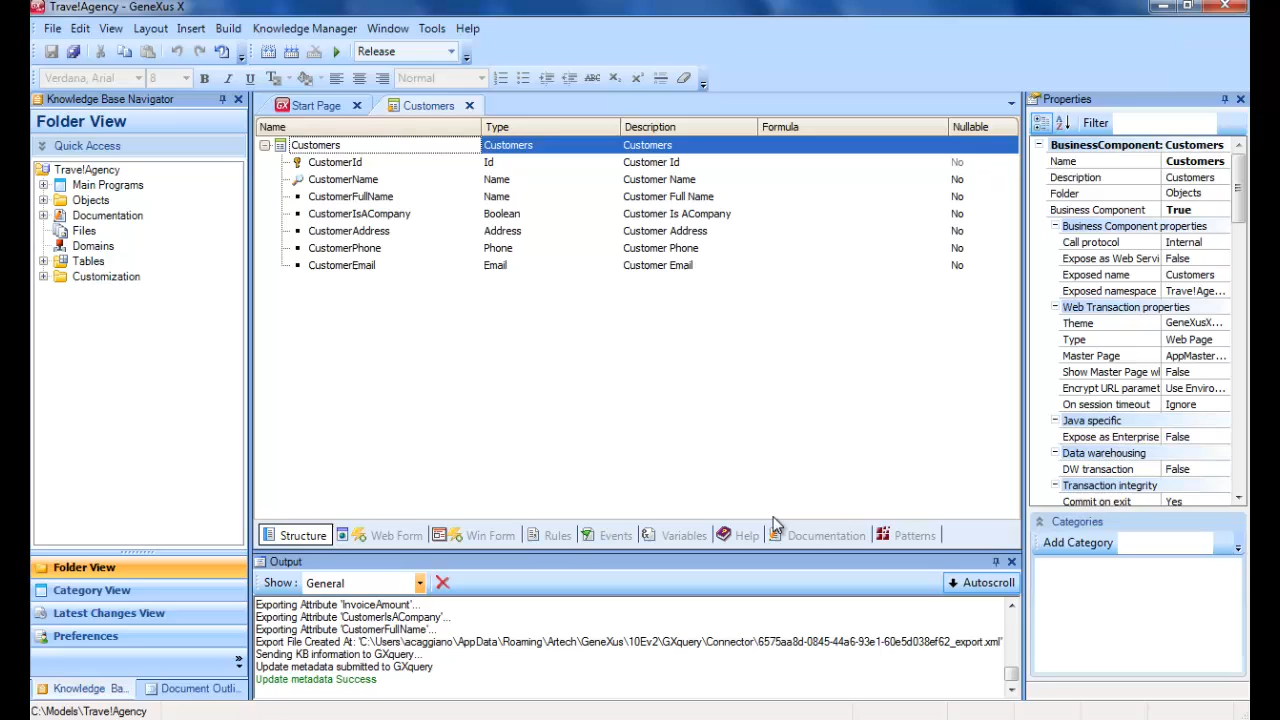 Trave!Agency - GeneXus X
File Edit View Layout Insert Build Knowledge Manager Window Tools Help
Release
Verdana, Arial 8 B I U Normal ABC
Knowledge Base Navigator
Folder View
Quick Access
Trave!Agency
Main Programs
Objects
Documentation
Files
Domains
Tables
Customization
Folder View
Category View
Latest Changes View
Preferences
Knowledge Ba... Document Outli...
Start Page Customers
Name Type Description Formula Nullable
Customers Customers Customers
CustomerId Id Customer Id No
CustomerName Name Customer Name No
CustomerFullName Name Customer Full Name No
CustomerIsACompany Boolean Customer Is ACompany No
CustomerAddress Address Customer Address No
CustomerPhone Phone Customer Phone No
CustomerEmail Email Customer Email No
Structure Web Form Win Form Rules Events Variables Help Documentation Patterns
Output
Show : General Autoscroll
Exporting Attribute 'InvoiceAmount'...
Exporting Attribute 'CustomerIsACompany'...
Exporting Attribute 'CustomerFullName'...
Export File Created At: 'C:\Users\acaggiano\AppData\Roaming\Artech\GeneXus\10Ev2\GXquery\Connector\6575aa8d-0845-44a6-93e1-60e5d038ef62_export.xml'
Sending KB information to GXquery...
Update metadata submitted to GXquery
Update metadata Success
Properties
Filter
BusinessComponent: Customers
Name Customers
Description Customers
Folder Objects
Business Component True
Business Component properties
Call protocol Internal
Expose as Web Servi False
Exposed name Customers
Exposed namespace Trave!Age...
Web Transaction properties
Theme GeneXusX...
Type Web Page
Master Page AppMaster...
Show Master Page wl False
Encrypt URL paramet Use Enviro...
On session timeout Ignore
Java specific
Expose as Enterprise False
Data warehousing
DW transaction False
Transaction integrity
Commit on exit Yes
Categories
Add Category
C:\Models\Trave!Agency